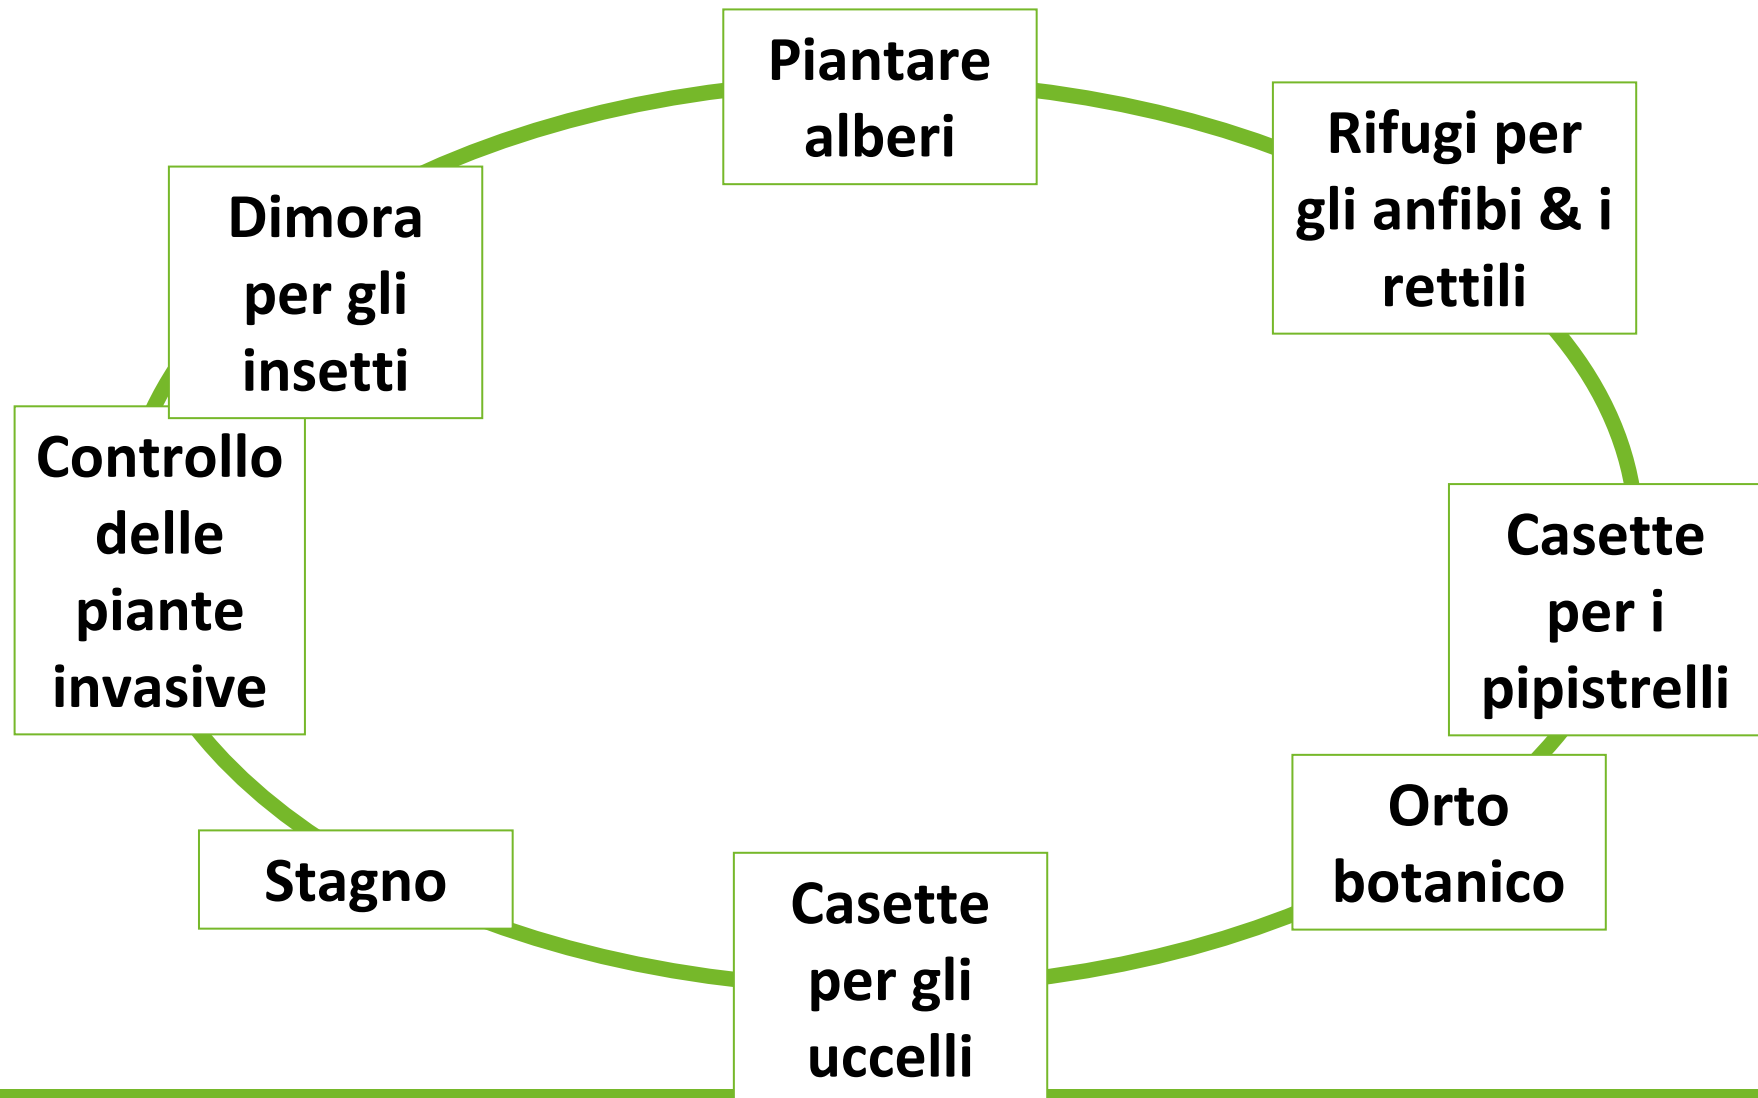 Piantare
alberi
Rifugi per
gli anfibi & i
rettili
Dimora
per gli
insetti
Controllo
delle
piante
invasive
Casette
per i
pipistrelli
Orto
botanico
Stagno
Casette
per gli
uccelli